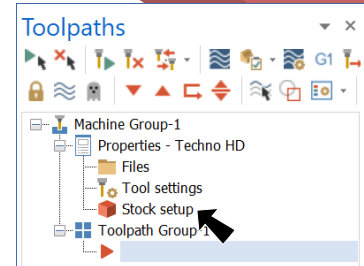 Toolpaths
G1
Machine Group-1
Properties - Techno HD
Files
Tool settings
Stock setup
Toolpath Group-1